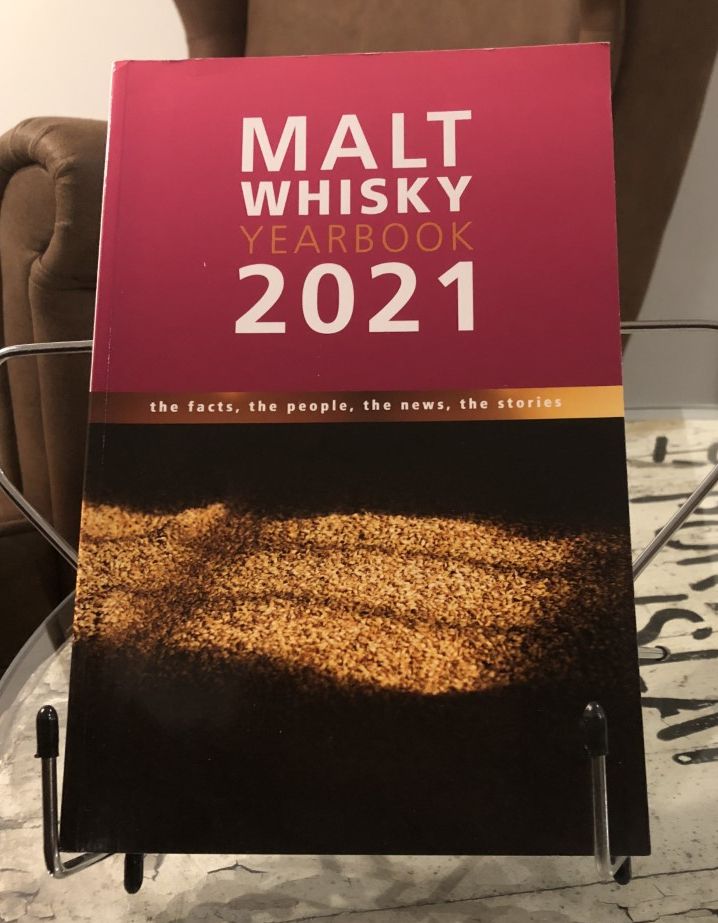 MALT
WHISKY
YEARBOOK
2021
the facts, the people, the news, the stories